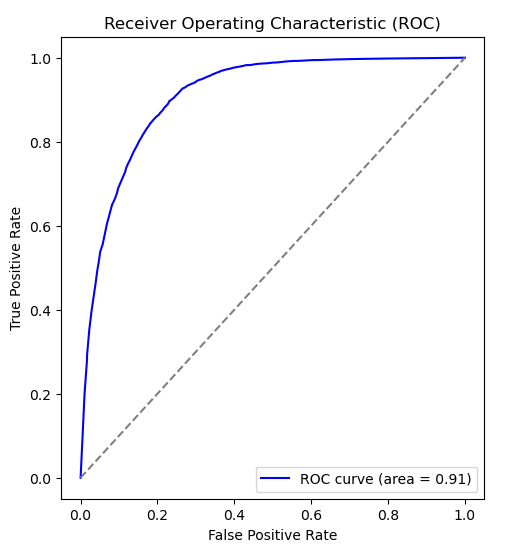 Receiver Operating Characteristic (ROC)
True Positive Rate
1.0
0.8
0.6
0.4
0.2
0.0
ROC curve (area = 0.91)
0.0 0.2 0.4 0.6 0.8 1.0
False Positive Rate